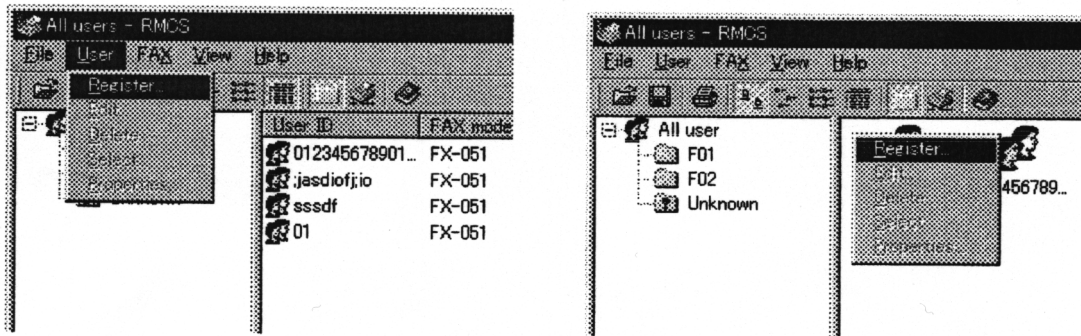 All users - RMCS
File User FAX View Help
Register...
Edit...
Delete...
Select...
Properties...
User ID FAX mode
012345678901... FX-051
;jasdiofj;io FX-051
sssdf FX-051
01 FX-051
All users - RMCS
File User FAX View Help
All user
F01
F02
Unknown
Register...
Edit...
Delete...
Select...
Properties...
456789...